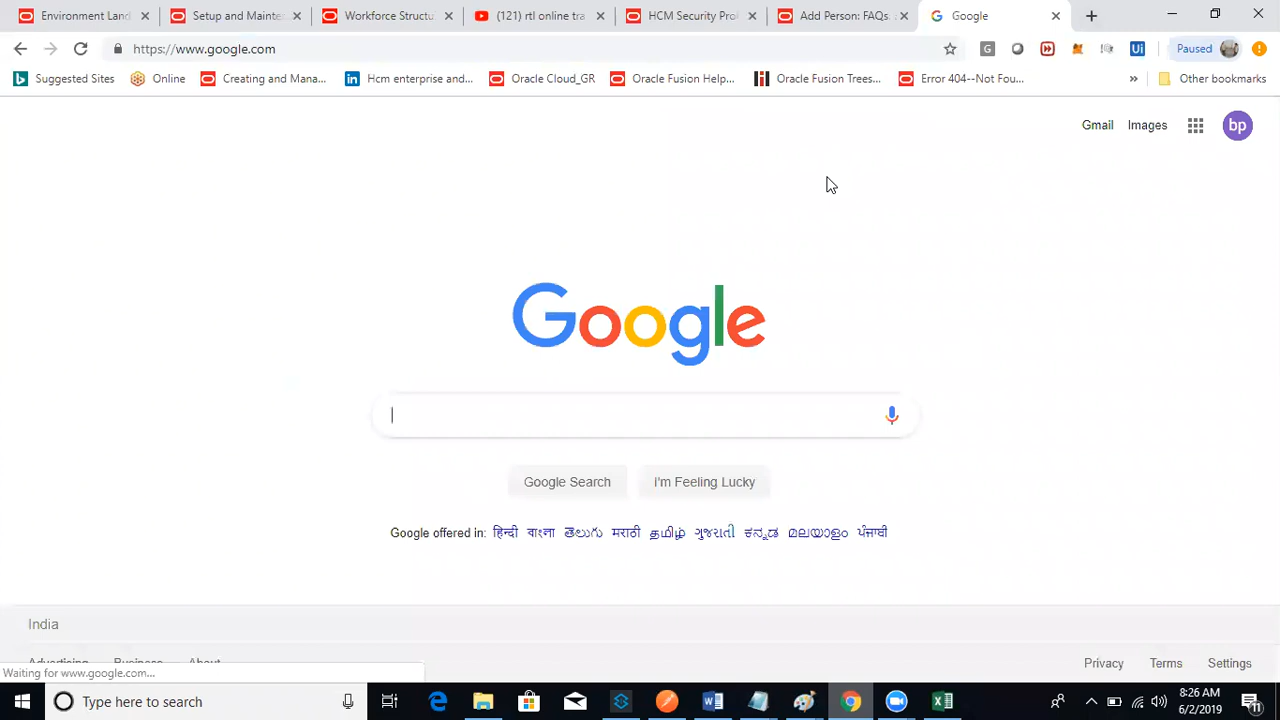 Environment Land
Setup and Mainte
Workforce Structu
(121) rtl online tra
HCM Security Pro
Add Person: FAQs
Google
https://www.google.com
G
Ui
Paused
Suggested Sites
Online
Creating and Mana...
Hcm enterprise and...
Oracle Cloud_GR
Oracle Fusion Help...
Oracle Fusion Trees...
Error 404--Not Fou...
»
Other bookmarks
Gmail
Images
bp
Google
Google Search
I'm Feeling Lucky
Google offered in: हिन्दी বাংলা తెలుగు मराठी தமிழ் ગુજરાતી ಕನ್ನಡ മലയാളം ਪੰਜਾਬੀ
India
Advertising Business About
Privacy Terms Settings
Waiting for www.google.com...
Type here to search
8:26 AM
6/2/2019
11